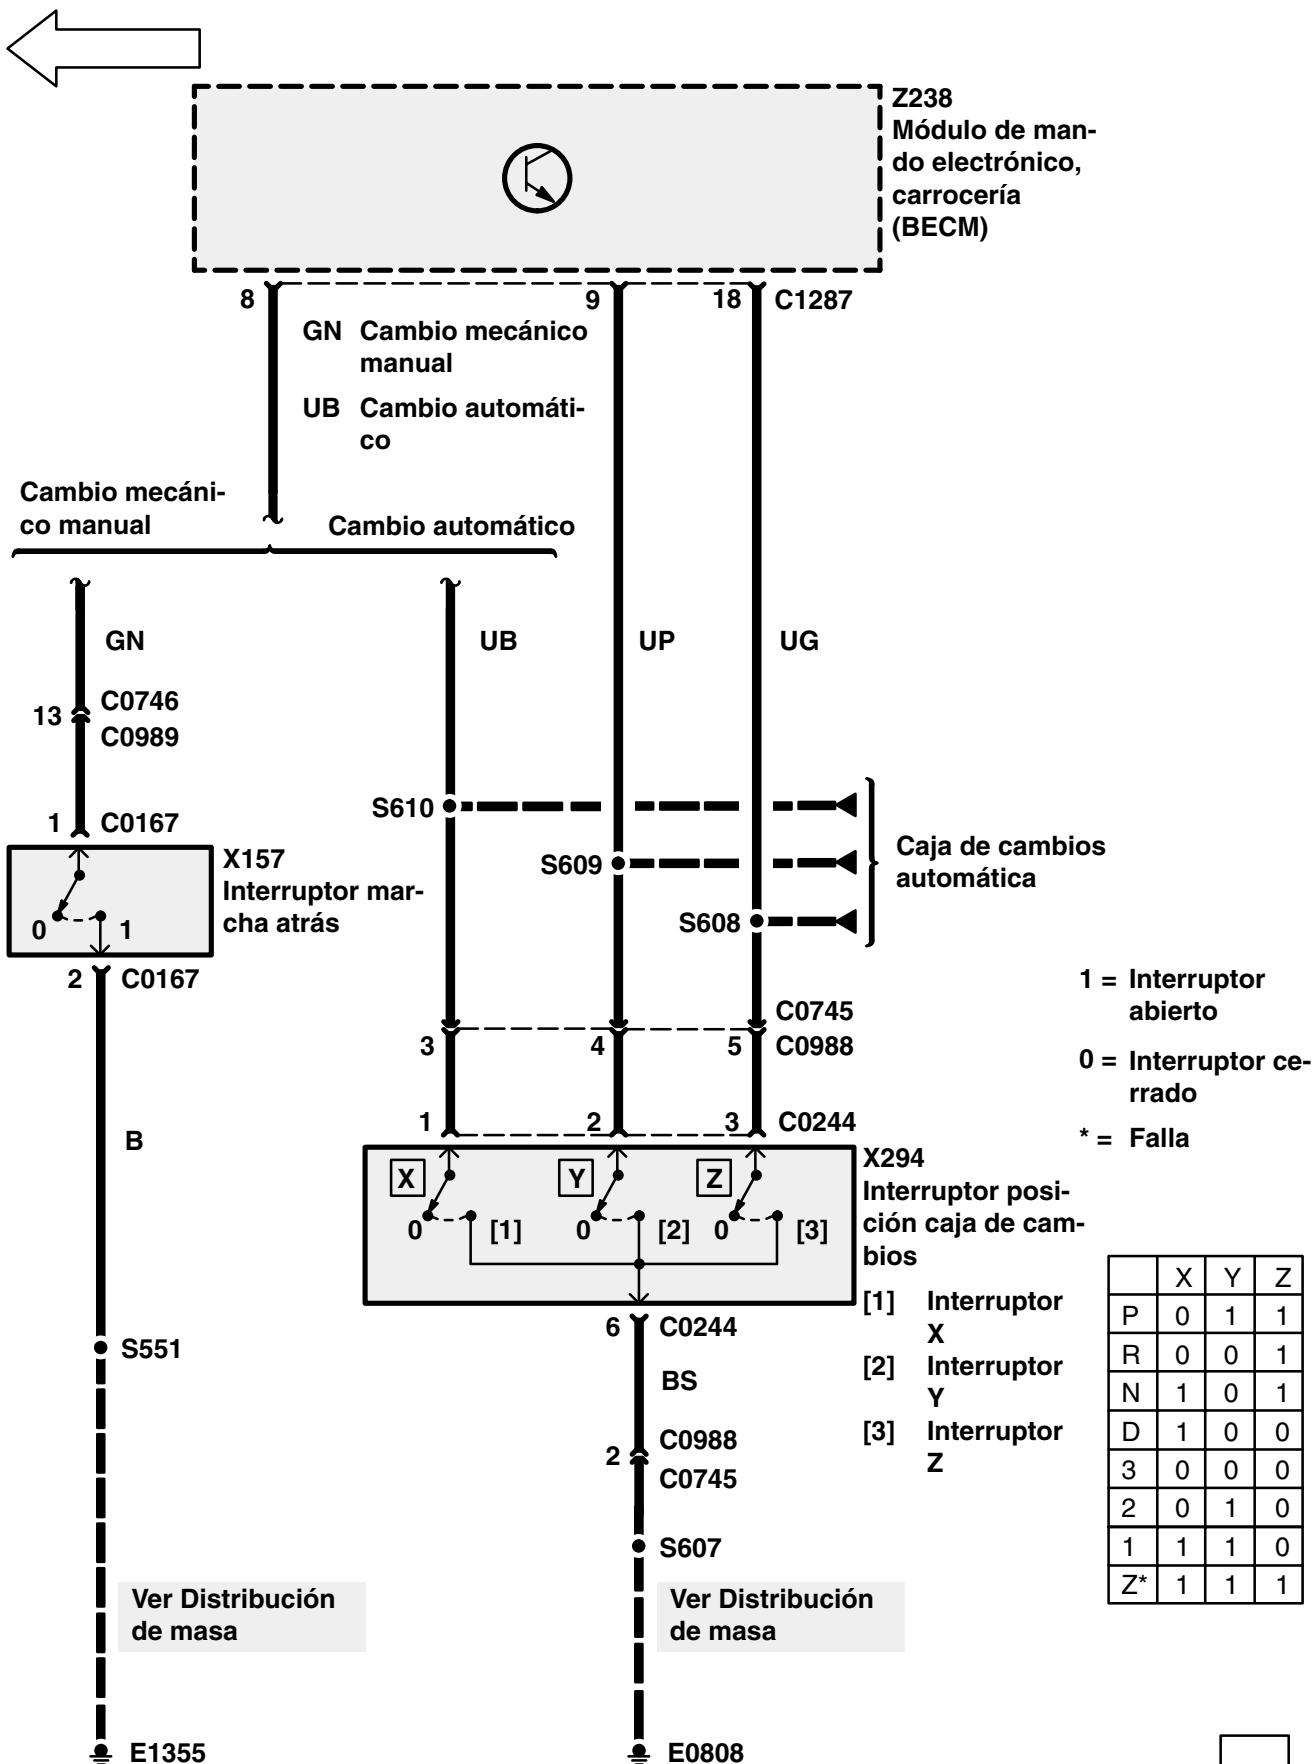 Z238
Módulo de man-
do electrónico,
carrocería
(BECM)
8
9
18
C1287
GN Cambio mecánico
manual
UB Cambio automáti-
co
Cambio mecáni-
co manual
Cambio automático
GN
UB
UP
UG
13
C0746
C0989
S610
1
C0167
S609
Caja de cambios
automática
X157
Interruptor mar-
cha atrás
0
1
S608
2
C0167
1 = Interruptor
abierto
C0745
3
4
5
C0988
0 = Interruptor ce-
rrado
1
2
3
C0244
* = Falla
B
X294
Interruptor posi-
ción caja de cam-
bios
X
Y
Z
0
[1]
0
[2]
0
[3]
[1] Interruptor
X
[2] Interruptor
Y
[3] Interruptor
Z
X Y Z
P 0 1 1
R 0 0 1
N 1 0 1
D 1 0 0
3 0 0 0
2 0 1 0
1 1 1 0
Z* 1 1 1
6
C0244
S551
BS
2
C0988
C0745
S607
Ver Distribución
de masa
Ver Distribución
de masa
E1355
E0808